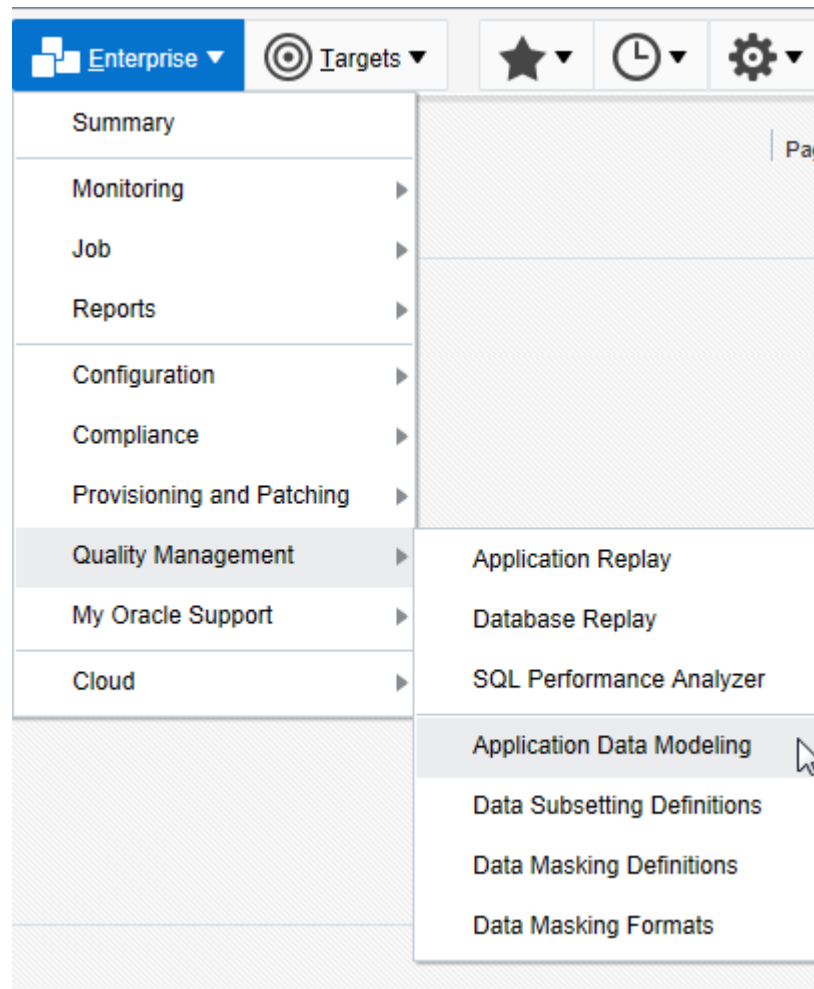 Enterprise
Targets
Pag
Summary
Monitoring
Job
Reports
Configuration
Compliance
Provisioning and Patching
Quality Management
My Oracle Support
Cloud
Application Replay
Database Replay
SQL Performance Analyzer
Application Data Modeling
Data Subsetting Definitions
Data Masking Definitions
Data Masking Formats